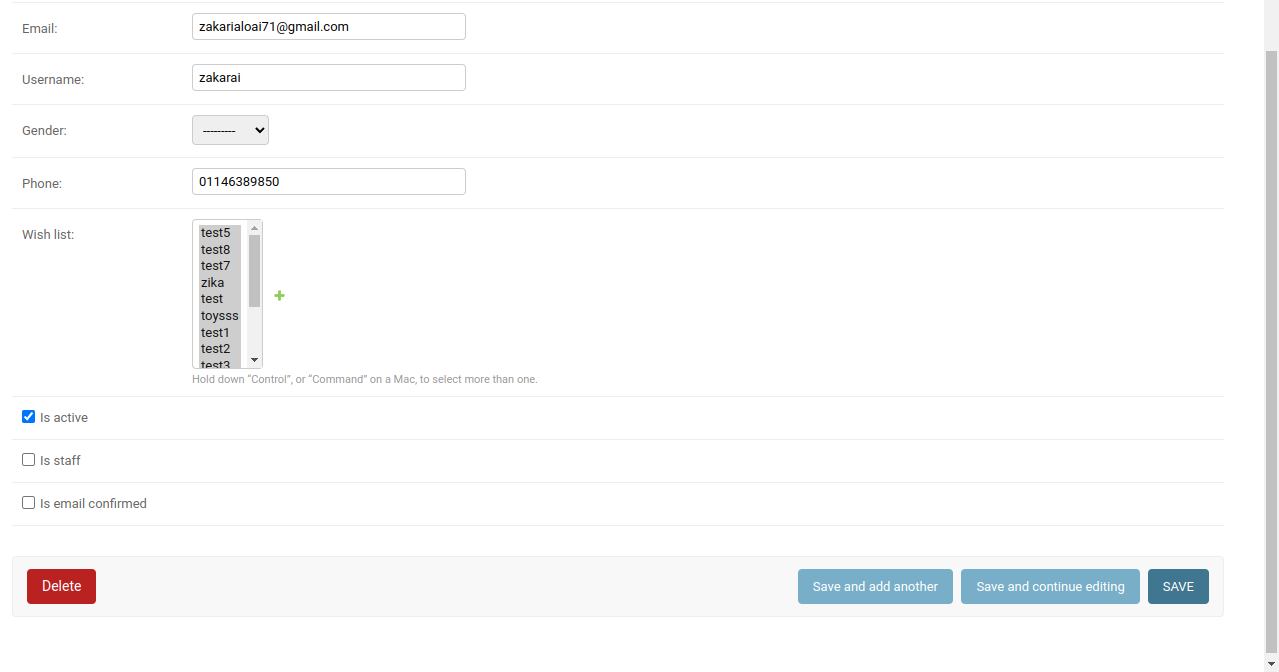 Email:
zakarialoai71@gmail.com
Username:
zakarai
Gender:
---------
Phone:
01146389850
Wish list:
test5
test8
test7
zika
test
toysss
test1
test2
test3
Hold down “Control”, or “Command” on a Mac, to select more than one.
Is active
Is staff
Is email confirmed
Delete
Save and add another
Save and continue editing
SAVE